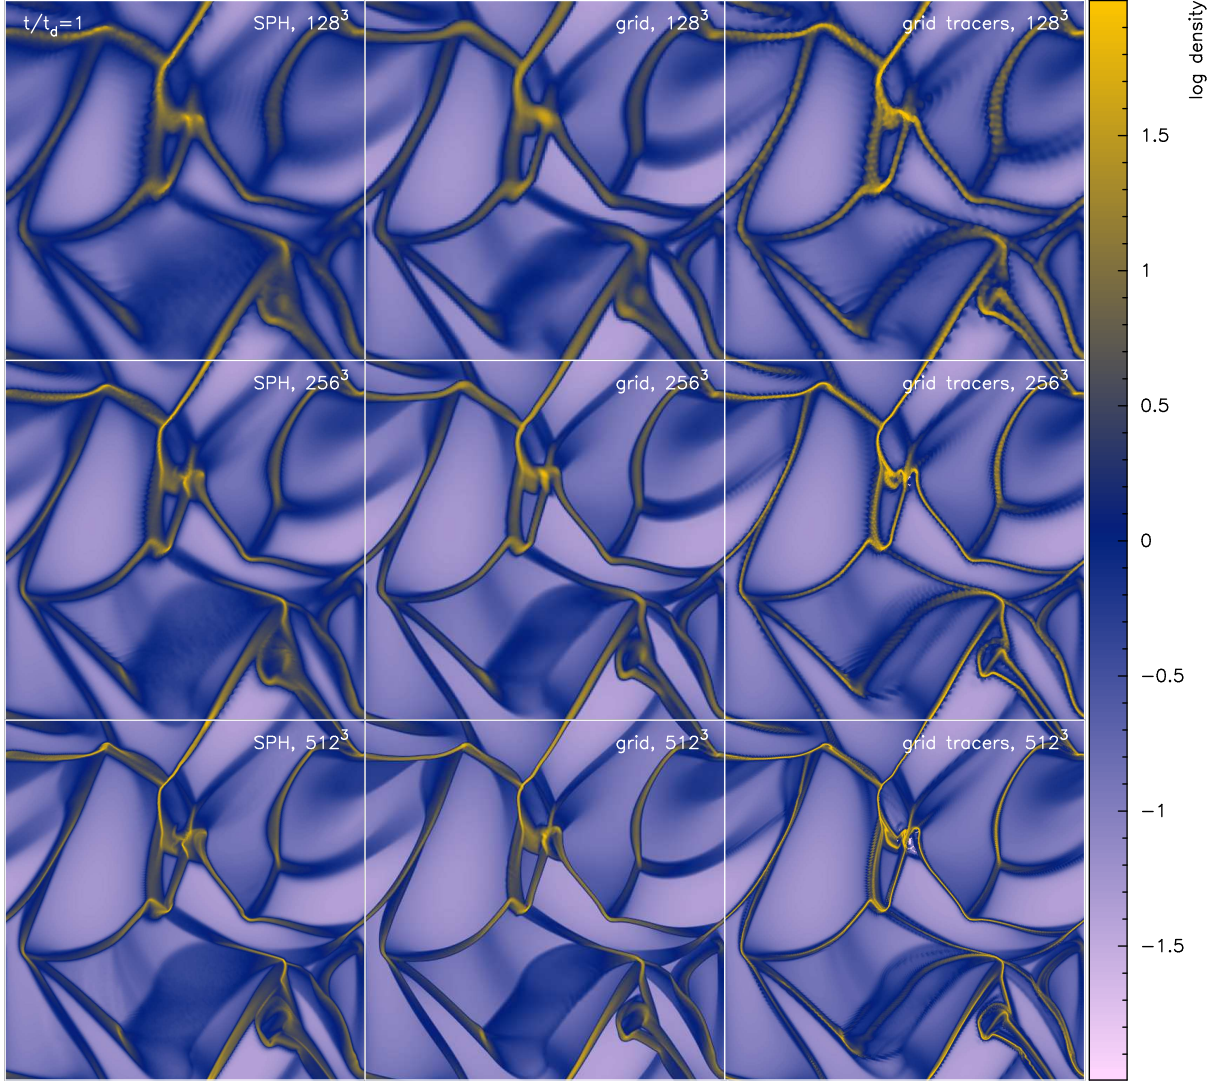 t/t_d=1
SPH, 128³
grid, 128³
grid tracers, 128³
SPH, 256³
grid, 256³
grid tracers, 256³
SPH, 512³
grid, 512³
grid tracers, 512³
log density
1.5
1
0.5
0
−0.5
−1
−1.5